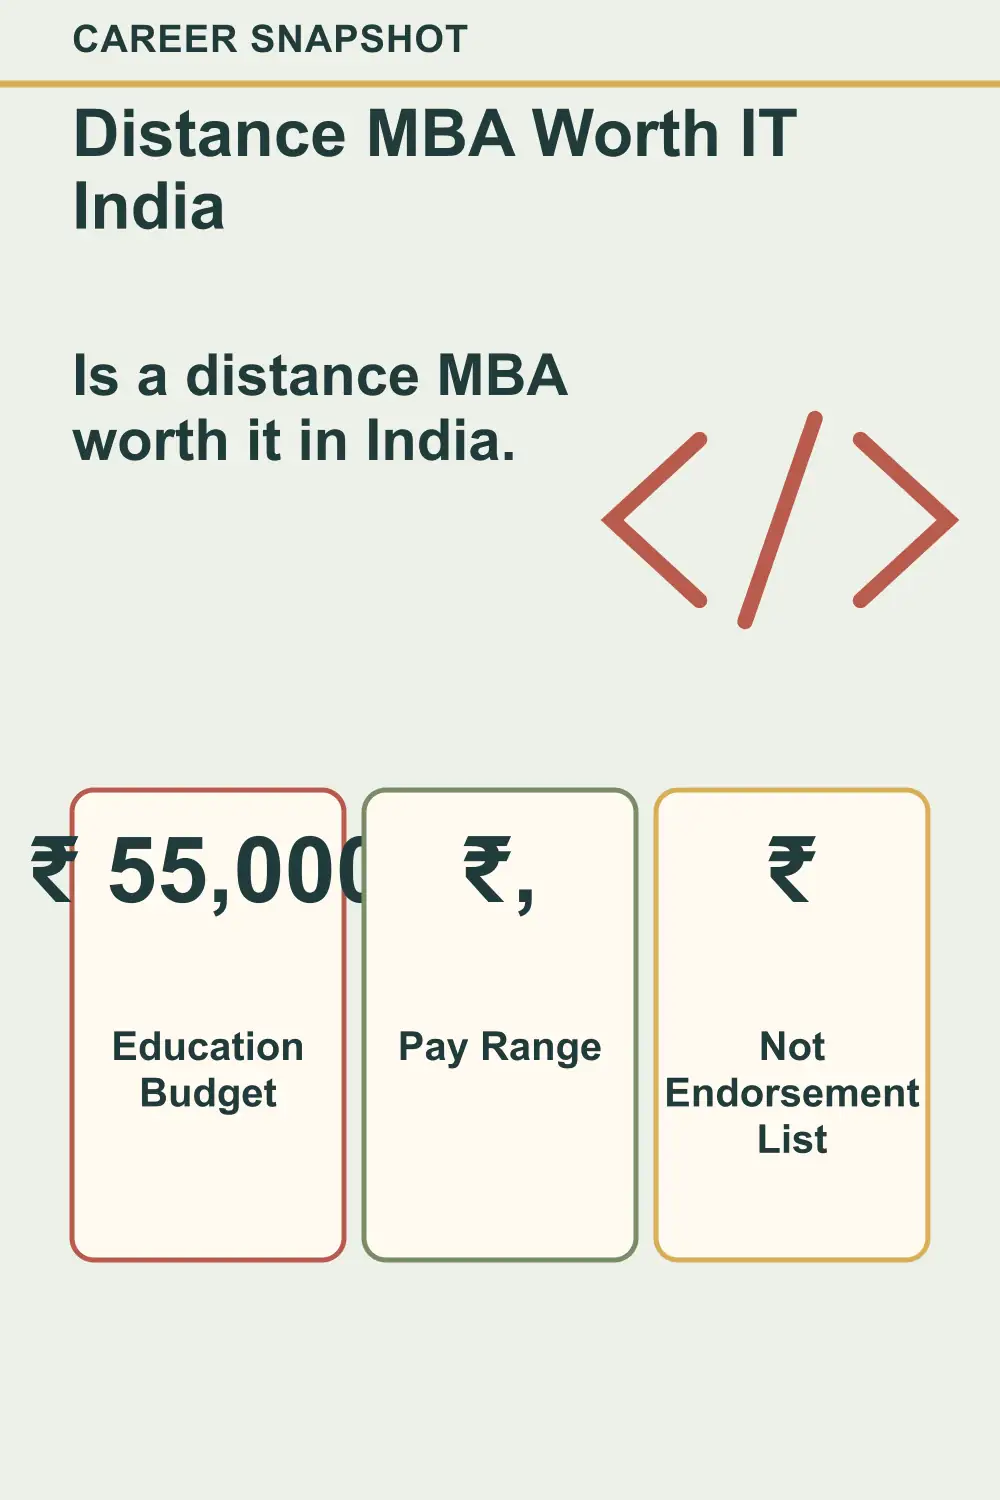 CAREER SNAPSHOT
Distance MBA Worth IT
India
Is a distance MBA
worth it in India.
₹ 55,000
₹,
₹
Education
Budget
Pay Range
Not
Endorsement
List